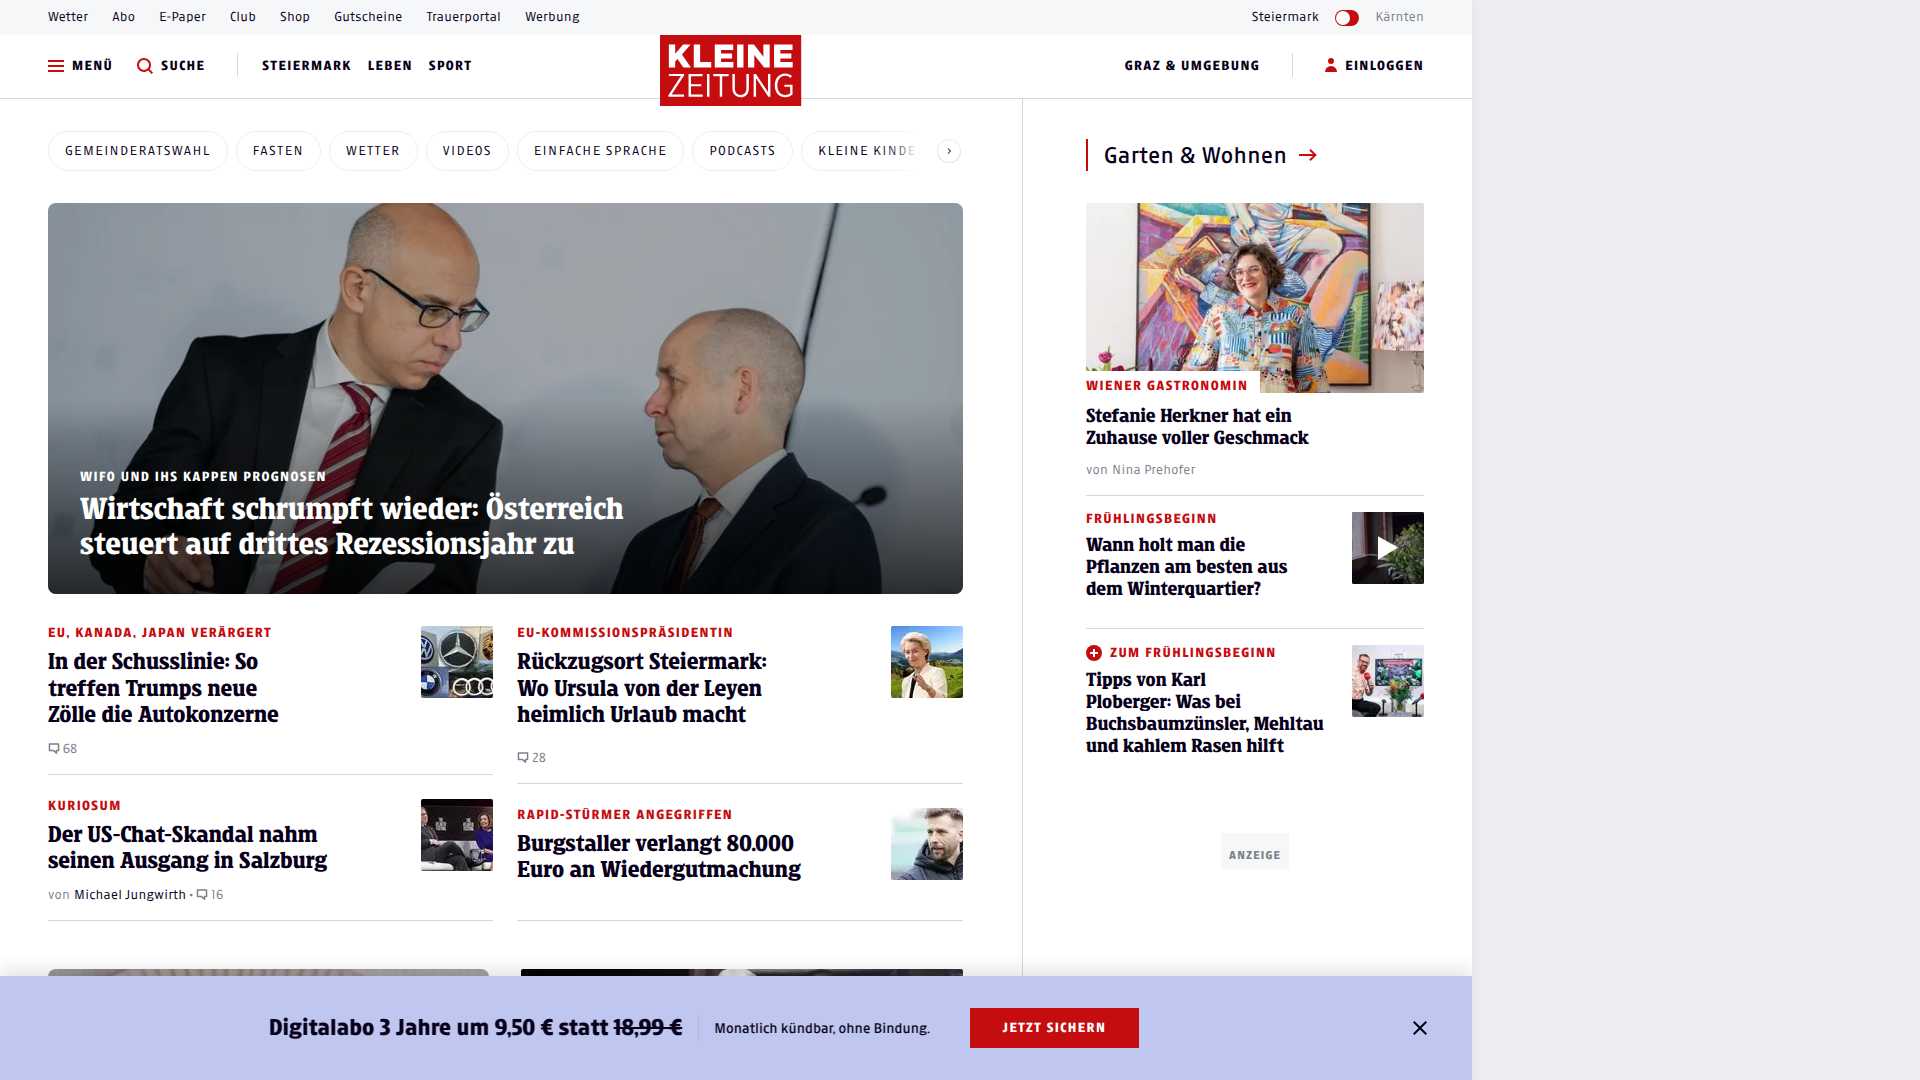 Wetter Abo E-Paper Club Shop Gutscheine Trauerportal Werbung Steiermark Kärnten
MENÜ SUCHE STEIERMARK LEBEN SPORT KLEINE ZEITUNG GRAZ & UMGEBUNG EINLOGGEN
GEMEINDERATSWAHL FASTEN WETTER VIDEOS EINFACHE SPRACHE PODCASTS KLEINE KINDE
WIFO UND IHS KAPPEN PROGNOSEN
Wirtschaft schrumpft wieder: Österreich
steuert auf drittes Rezessionsjahr zu
EU, KANADA, JAPAN VERÄRGERT
In der Schusslinie: So
treffen Trumps neue
Zölle die Autokonzerne
68
EU-KOMMISSIONSPRÄSIDENTIN
Rückzugsort Steiermark:
Wo Ursula von der Leyen
heimlich Urlaub macht
28
KURIOSUM
Der US-Chat-Skandal nahm
seinen Ausgang in Salzburg
von Michael Jungwirth • 16
RAPID-STÜRMER ANGEGRIFFEN
Burgstaller verlangt 80.000
Euro an Wiedergutmachung
Garten & Wohnen
WIENER GASTRONOMIN
Stefanie Herkner hat ein
Zuhause voller Geschmack
von Nina Prehofer
FRÜHLINGSBEGINN
Wann holt man die
Pflanzen am besten aus
dem Winterquartier?
ZUM FRÜHLINGSBEGINN
Tipps von Karl
Ploberger: Was bei
Buchsbaumzünsler, Mehltau
und kahlem Rasen hilft
ANZEIGE
Digitalabo 3 Jahre um 9,50 € statt 18,99 € Monatlich kündbar, ohne Bindung. JETZT SICHERN